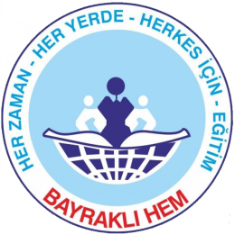 HER ZAMAN - HER YERDE - HERKES İÇİN - EĞİTİM
BAYRAKLI HEM